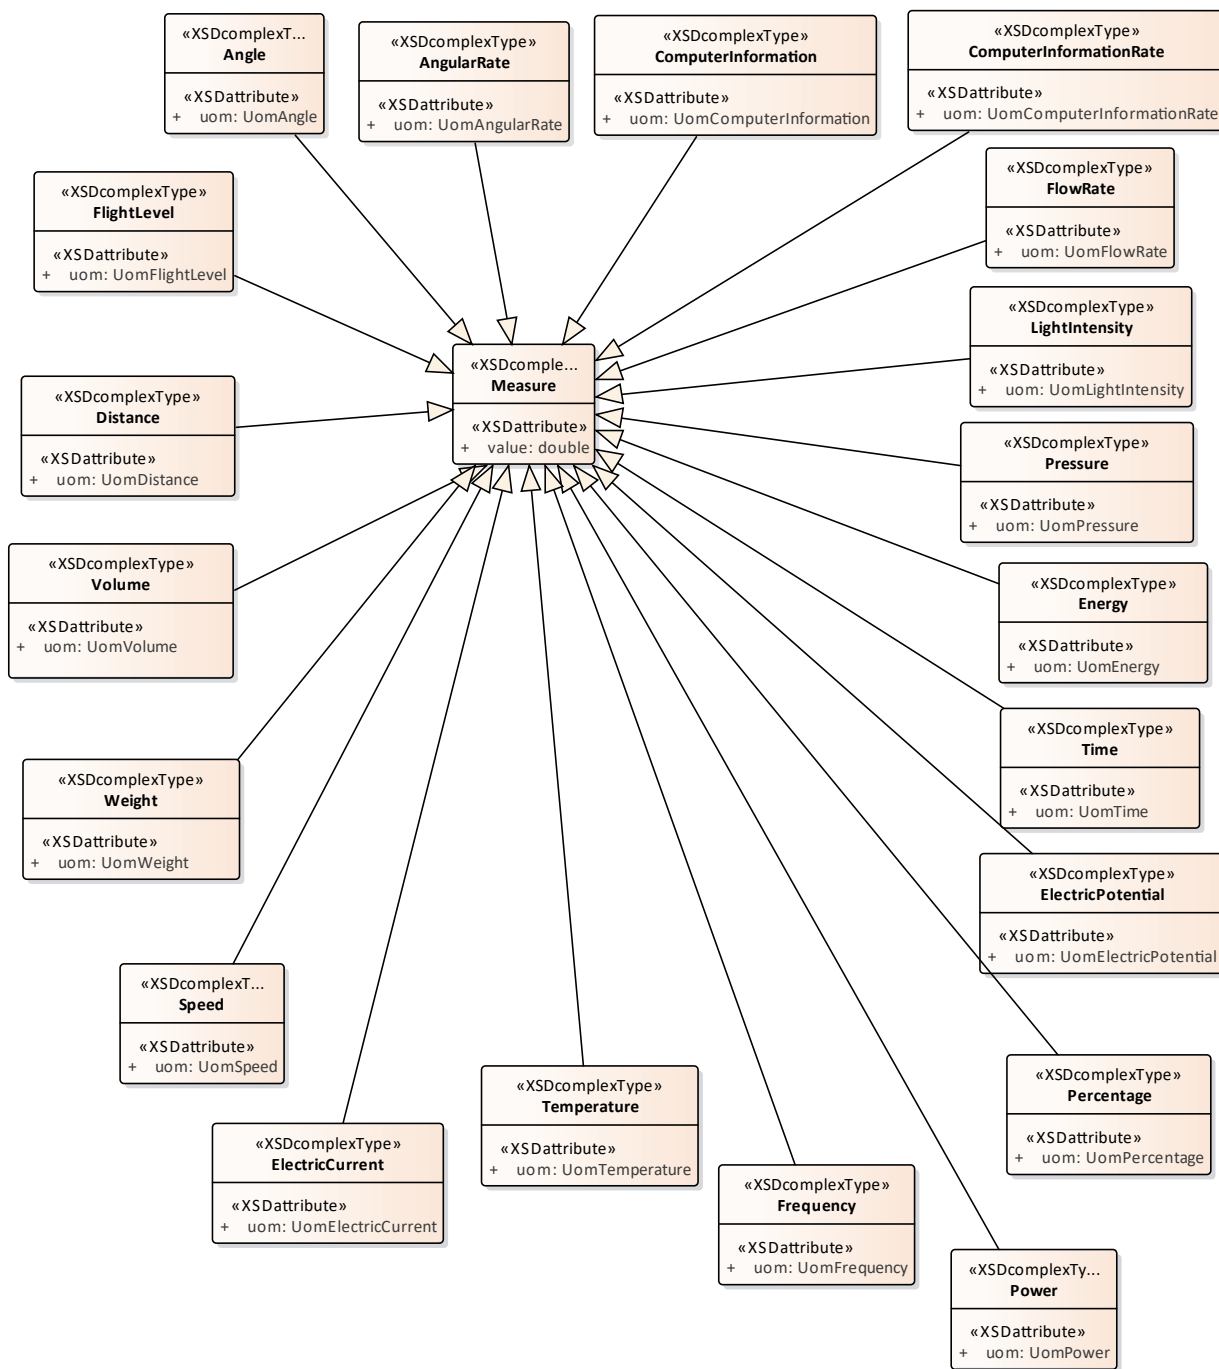 «XSDcomplexT...
Angle
«XSDattribute»
+ uom: UomAngle
«XSDcomplexType»
AngularRate
«XSDattribute»
+ uom: UomAngularRate
«XSDcomplexType»
ComputerInformation
«XSDattribute»
+ uom: UomComputerInformation
«XSDcomplexType»
ComputerInformationRate
«XSDattribute»
+ uom: UomComputerInformationRate
«XSDcomplexType»
FlightLevel
«XSDattribute»
+ uom: UomFlightLevel
«XSDcomplexType»
FlowRate
«XSDattribute»
+ uom: UomFlowRate
«XSDcomplexType»
LightIntensity
«XSDattribute»
+ uom: UomLightIntensity
«XSDcomple...
Measure
«XSDattribute»
+ value: double
«XSDcomplexType»
Distance
«XSDattribute»
+ uom: UomDistance
«XSDcomplexType»
Pressure
«XSDattribute»
+ uom: UomPressure
«XSDcomplexType»
Volume
«XSDattribute»
+ uom: UomVolume
«XSDcomplexType»
Energy
«XSDattribute»
+ uom: UomEnergy
«XSDcomplexType»
Time
«XSDattribute»
+ uom: UomTime
«XSDcomplexType»
Weight
«XSDattribute»
+ uom: UomWeight
«XSDcomplexType»
ElectricPotential
«XSDattribute»
+ uom: UomElectricPotential
«XSDcomplexT...
Speed
«XSDattribute»
+ uom: UomSpeed
«XSDcomplexType»
Percentage
«XSDattribute»
+ uom: UomPercentage
«XSDcomplexType»
Temperature
«XSDattribute»
+ uom: UomTemperature
«XSDcomplexType»
ElectricCurrent
«XSDattribute»
+ uom: UomElectricCurrent
«XSDcomplexType»
Frequency
«XSDattribute»
+ uom: UomFrequency
«XSDcomplexTy...
Power
«XSDattribute»
+ uom: UomPower